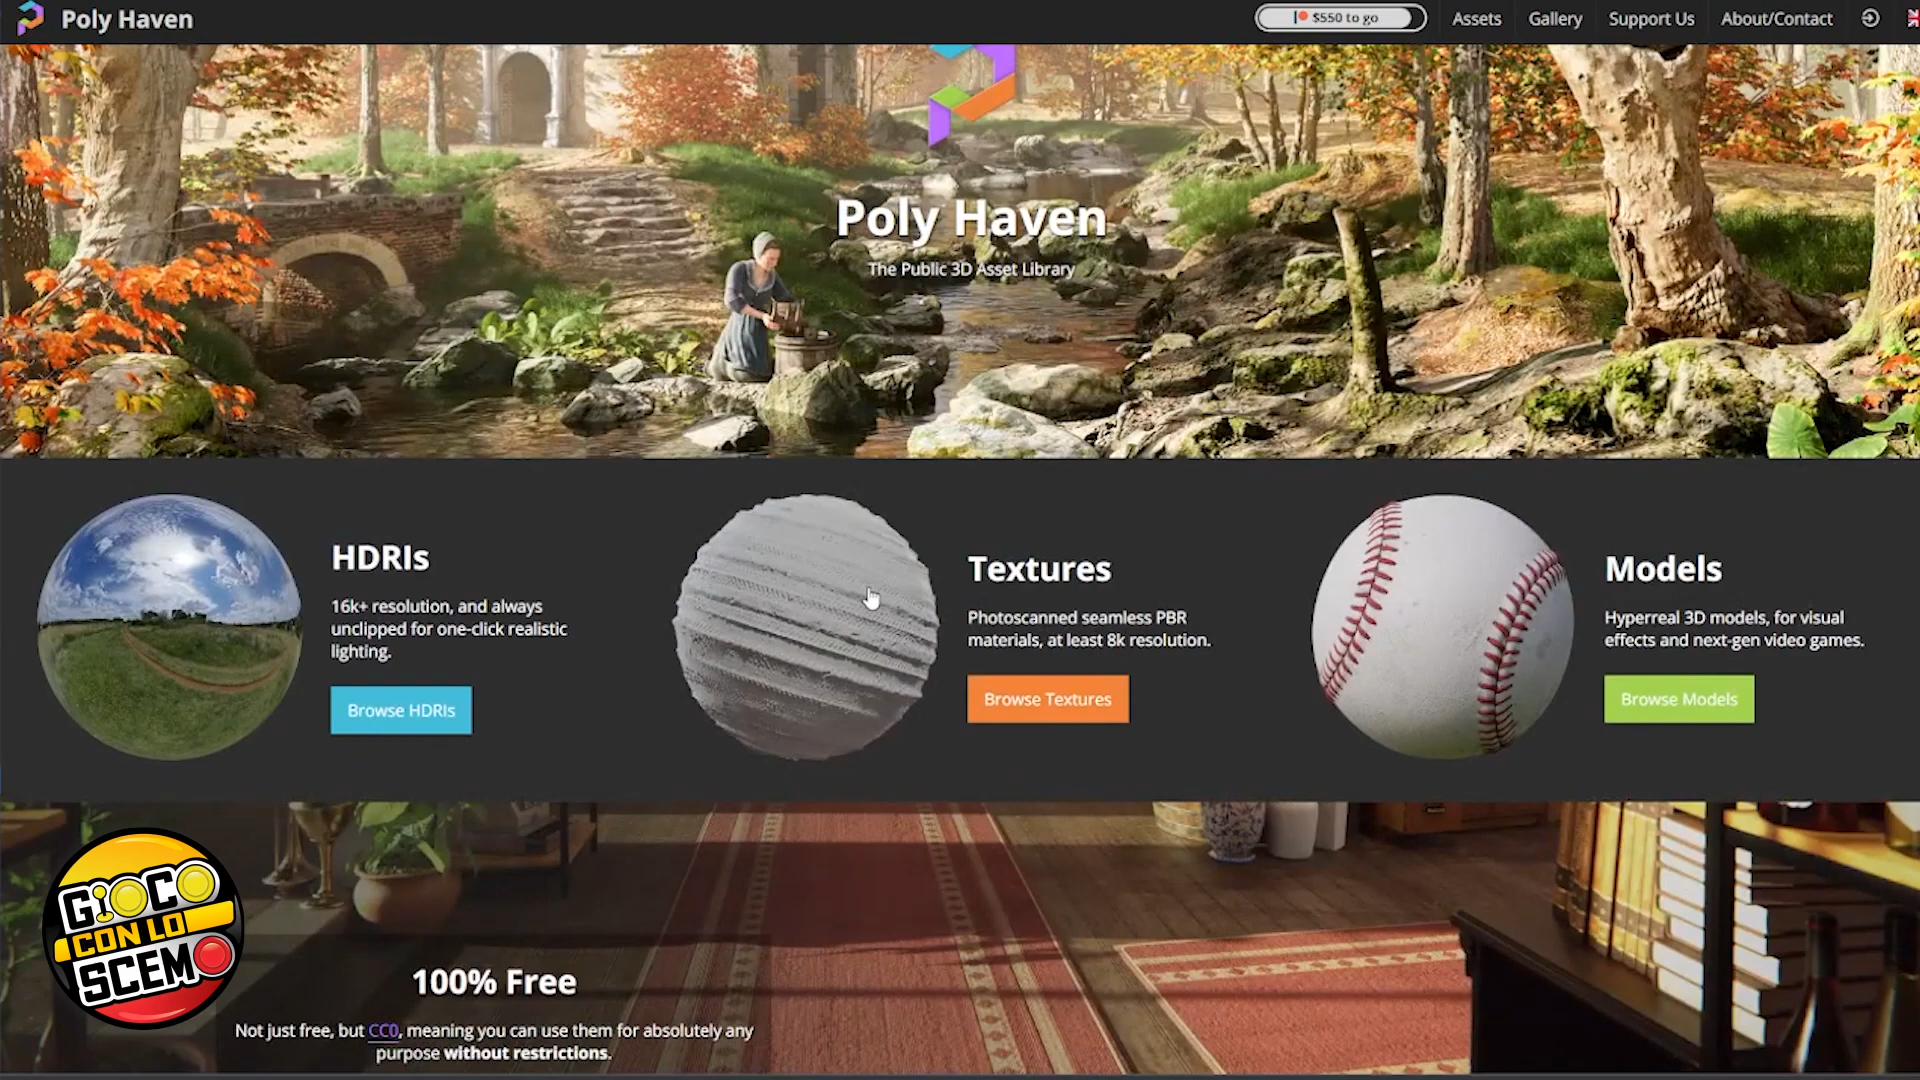 Poly Haven
$550 to go
Assets
Gallery
Support Us
About/Contact
Poly Haven
The Public 3D Asset Library
HDRIs
16k+ resolution, and always
unclipped for one-click realistic
lighting.
Browse HDRIs
Textures
Photoscanned seamless PBR
materials, at least 8k resolution.
Browse Textures
Models
Hyperreal 3D models, for visual
effects and next-gen video games.
Browse Models
GIOCO
CON LO
SCEMO
100% Free
Not just free, but CC0, meaning you can use them for absolutely any
purpose without restrictions.